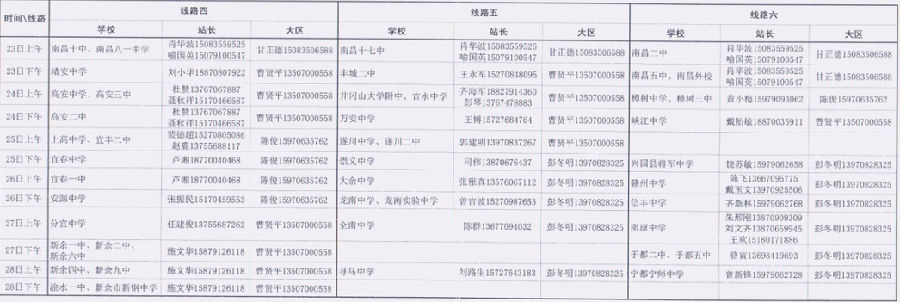 时间\线路 线路四 线路五 线路六
学校 站长 大区 学校 站长 大区 学校 站长 大区
23日上午 南昌十中、南昌八一中学 肖华波15083559525 喻国英15079100547 甘正德15083506588 南昌十七中 肖华波15083559525 喻国英15079100547 甘正德15083506588 南昌二中 肖华波15083559525 喻国英15079100547 甘正德15083506588
23日下午 靖安中学 刘小华18870807922 曹贤平13507000558 丰城二中 王永军15270848095 曹贤平13507000558 南昌五中、南昌外校 肖华波15083559525 喻国英15079100547 甘正德15083506588
24日上午 高安中学、高安三中 杜赞13767067887 聂秋祥15170466587 曹贤平13507000558 井冈山大学附中、吉水中学 齐海军18827914360 彭琴13767478883 曹贤平13507000558 樟树中学、樟树三中 黄小梅15979093062 陈俊15970635762
24日下午 高安二中 杜赞13767067887 聂秋祥15170466587 曹贤平13507000558 万安中学 王博15727684764 曹贤平13507000558 峡江中学 戴贻敏18870035911 曹贤平13507000558
25日上午 上高中学、宜丰二中 裴德超15270805086 赵晨13755688117 陈俊15970635762 遂川中学、遂川二中 郭建明13970837267 曹贤平13507000558
25日下午 宜春中学 芦湘18770040468 陈俊15970635762 崇义中学 司伟13870676437 彭冬明13970828325 兴国县将军中学 饶苏敏15979062658 彭冬明13970828325
26日上午 宜春一中 芦湘18770040468 陈俊15970635762 大余中学 张雅真13576067112 彭冬明13970828325 赣州中学 陈飞13667095775 戴玉文13970925506 彭冬明13970828325
26日下午 安源中学 张振民15170459553 陈俊15970635762 龙南中学、龙南实验中学 曾吉波15270987653 彭冬明13970828325 信丰中学 齐新林15979062768 彭冬明13970828325
27日上午 分宜中学 任建俊13755687262 曹贤平13507000558 全南中学 陈群13677094032 彭冬明13970828325 南康中学 朱那刚13870909309 刘文齐13870659945 王欢15180171886 彭冬明13970828325
27日下午 新余一中、新余二中、新余六中 施文华15879126118 曹贤平13507000558 于都二中、于都五中 彭冬明13970828325
28日上午 新余四中、新余九中 施文华15879126118 曹贤平13507000558 寻乌中学 刘路生15727643183 彭冬明13970828325 宁都宁师中学 曾新锋15979062728 彭冬明13970828325
28日下午 渝水一中、新余市新钢中学 施文华15879126118 曹贤平13507000558